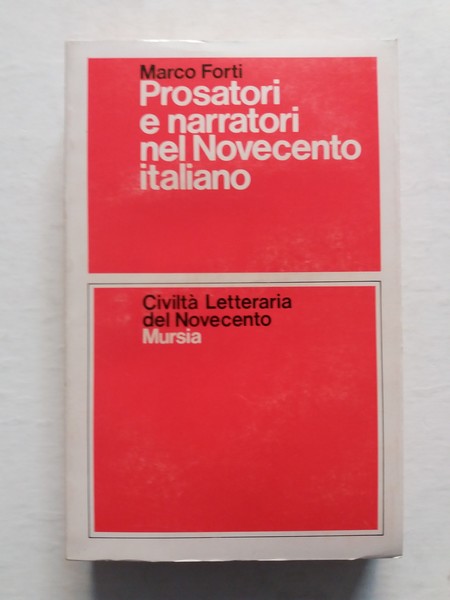 Marco Forti
Prosatori
e narratori
nel Novecento
italiano
Civiltà Letteraria
del Novecento
Mursia